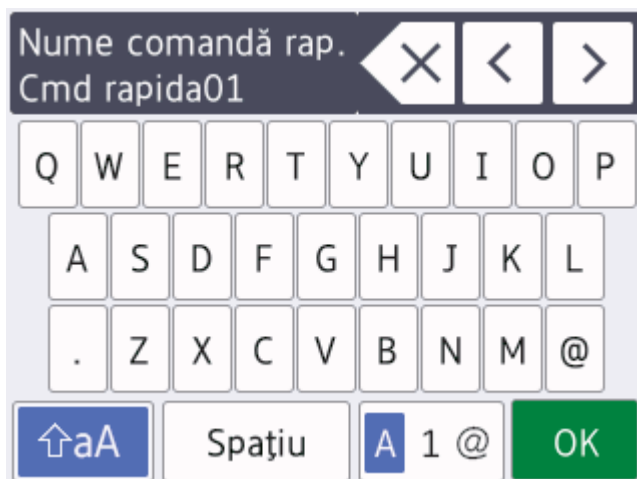 Nume comandă rap.
Cmd rapida01
Q W E R T Y U I O P
A S D F G H J K L
. Z X C V B N M @
aA Spaţiu A 1 @ OK